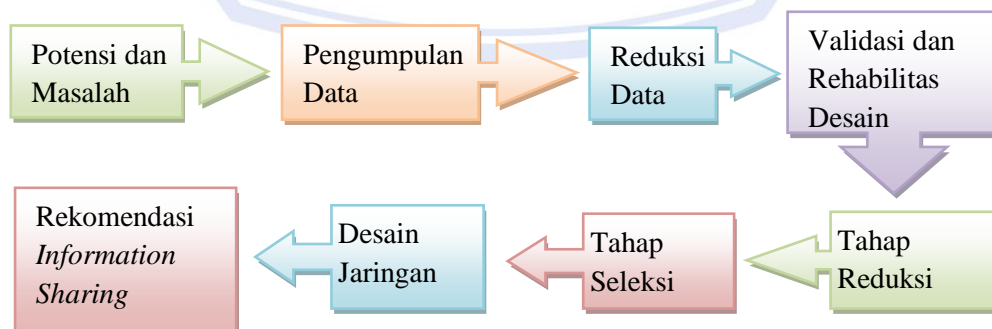 Potensi dan
Masalah
Pengumpulan
Data
Reduksi
Data
Validasi dan
Rehabilitas
Desain
Tahap
Reduksi
Tahap
Seleksi
Desain
Jaringan
Rekomendasi
Information
Sharing